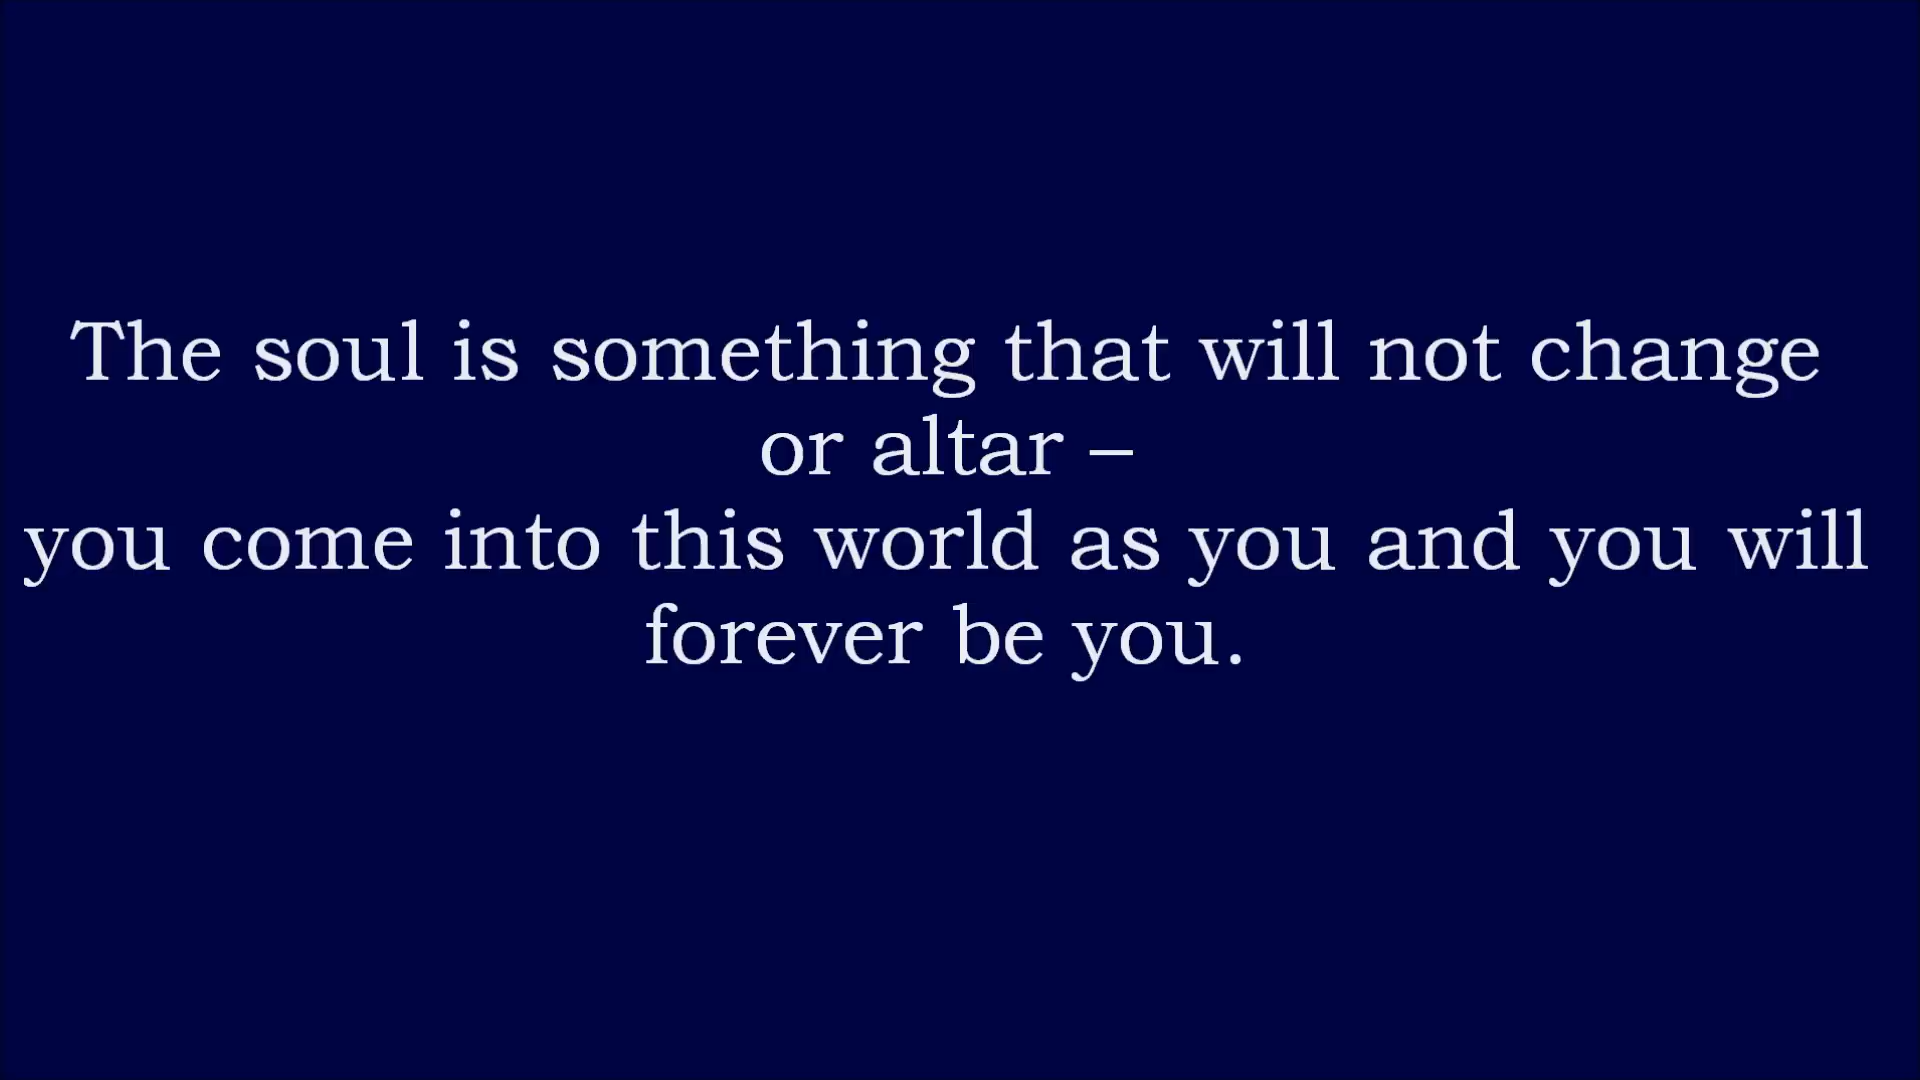 The soul is something that will not change
or altar –
you come into this world as you and you will
forever be you.